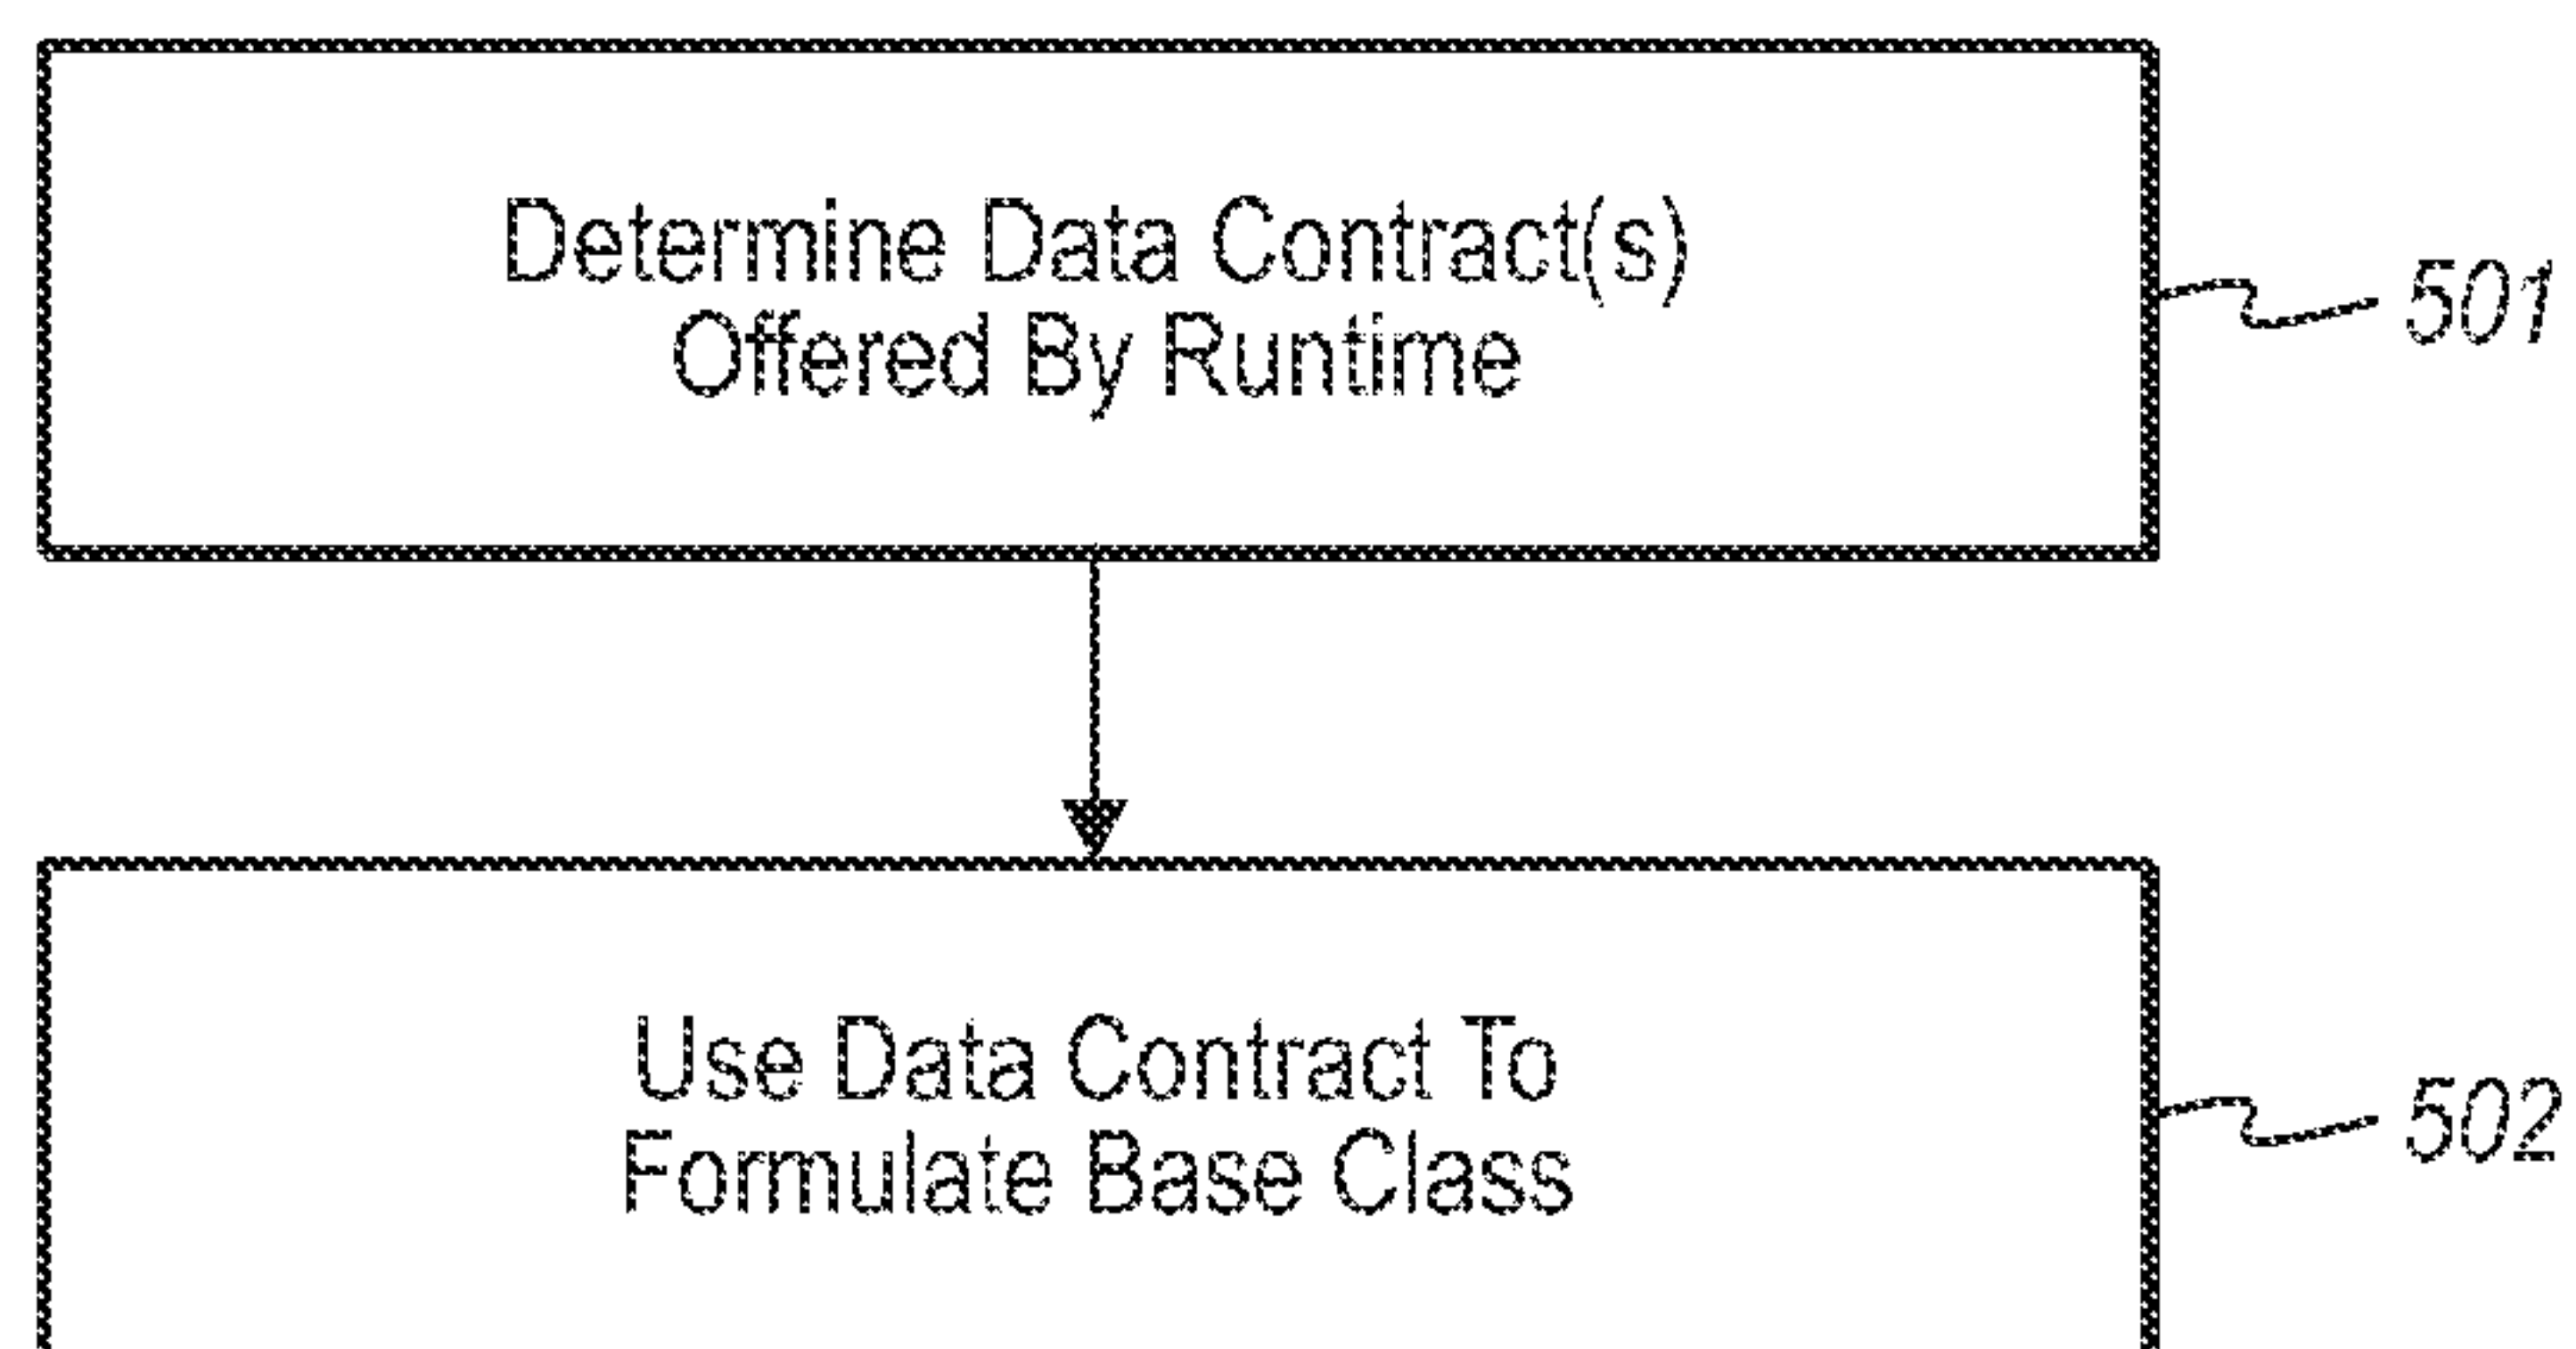 Determine Data Contract(s)
Offered By Runtime
501
Use Data Contract To
Formulate Base Class
502